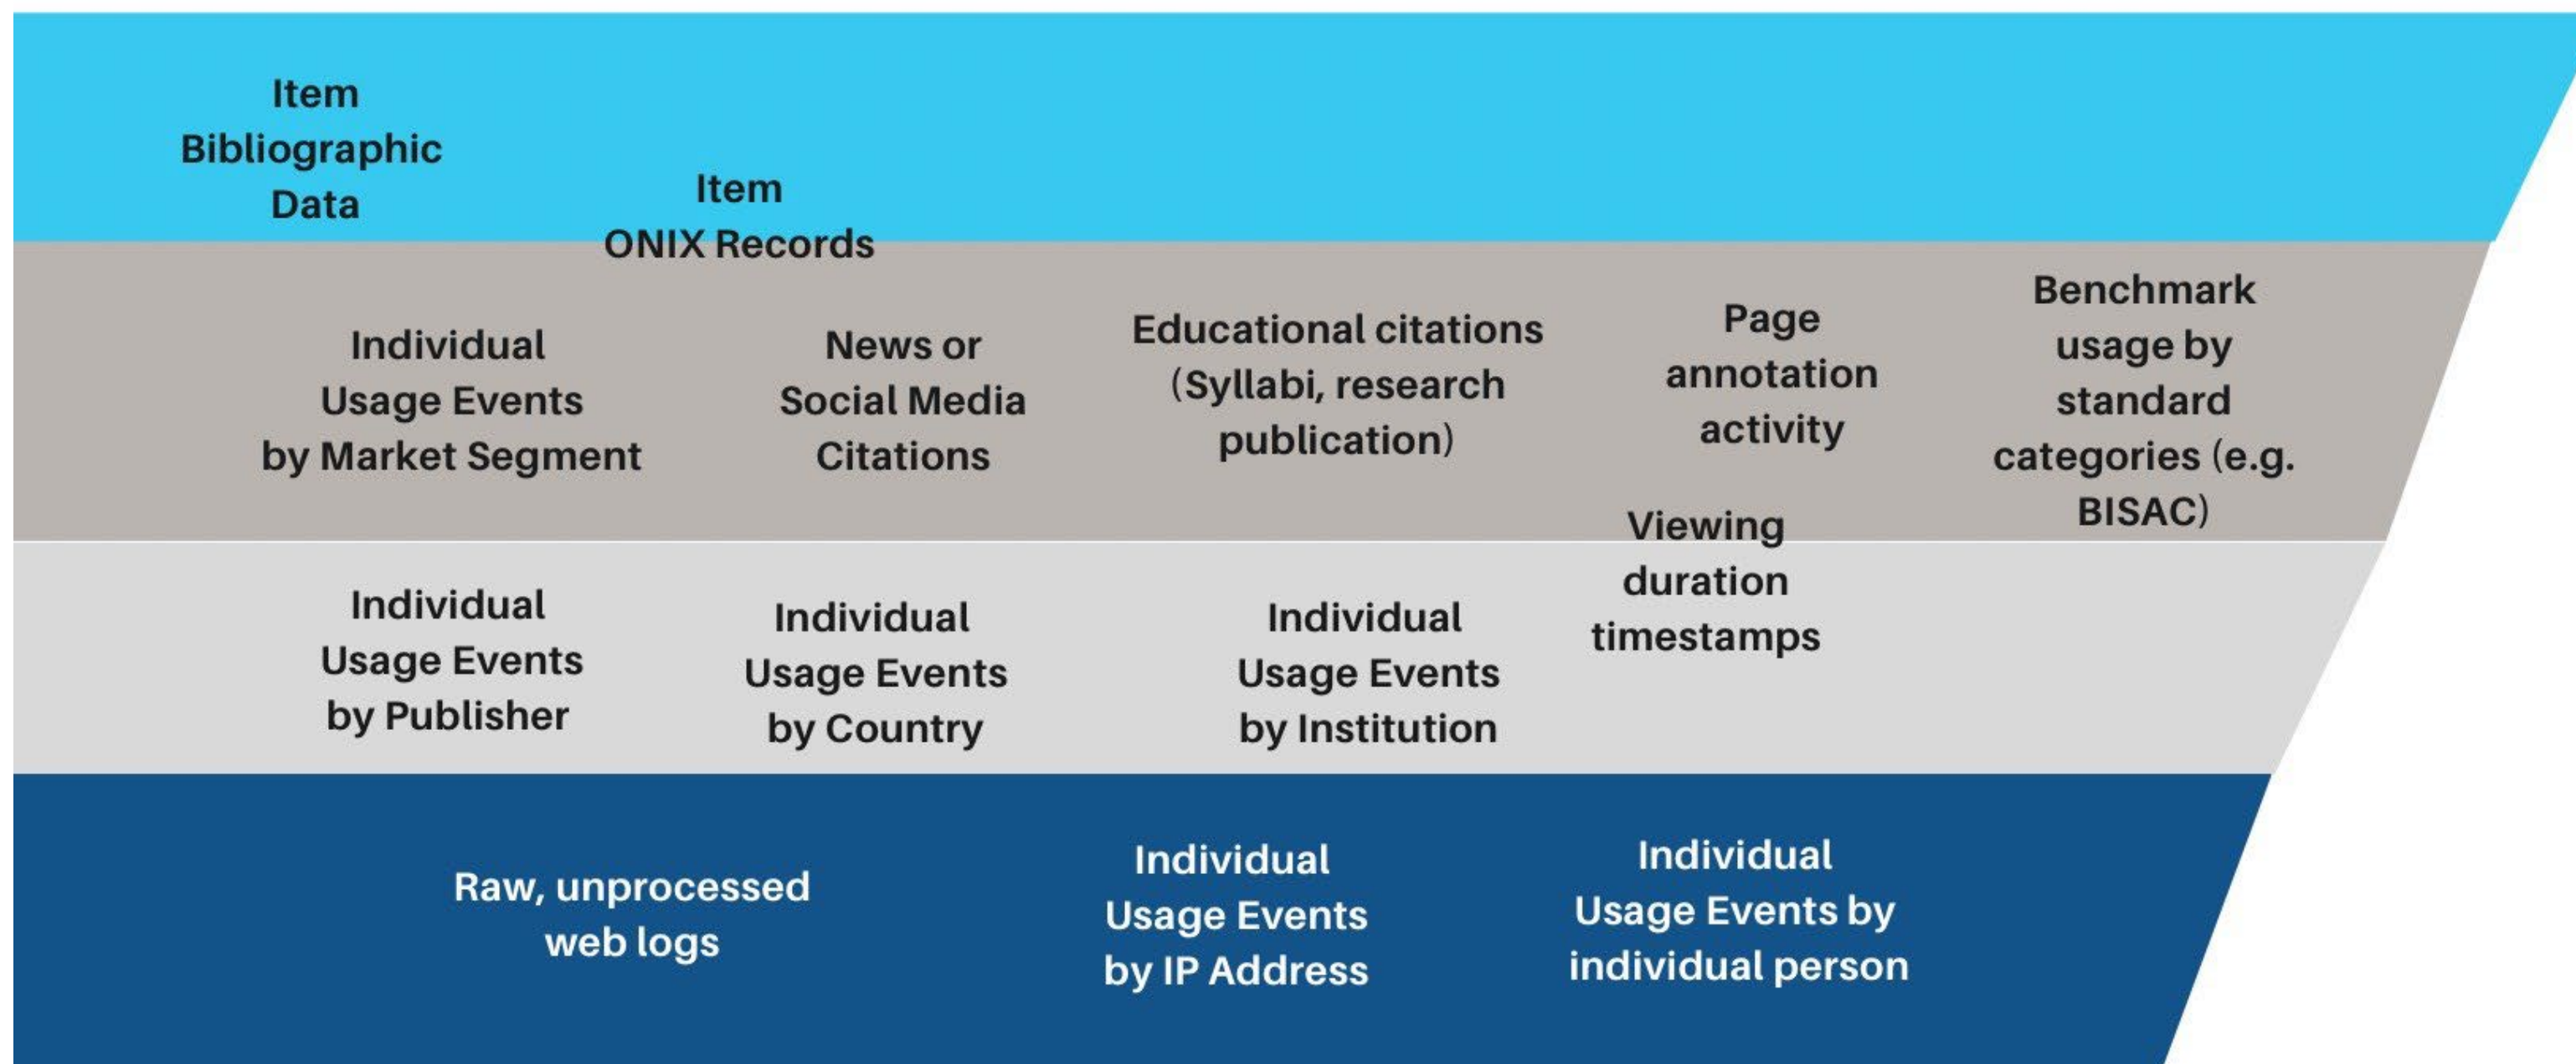 Item
Bibliographic
Data
Item
ONIX Records
Individual
Usage Events
by Market Segment
News or
Social Media
Citations
Educational citations
(Syllabi, research
publication)
Page
annotation
activity
Benchmark
usage by
standard
categories (e.g.
BISAC)
Viewing
duration
timestamps
Individual
Usage Events
by Publisher
Individual
Usage Events
by Country
Individual
Usage Events
by Institution
Raw, unprocessed
web logs
Individual
Usage Events
by IP Address
Individual
Usage Events by
individual person